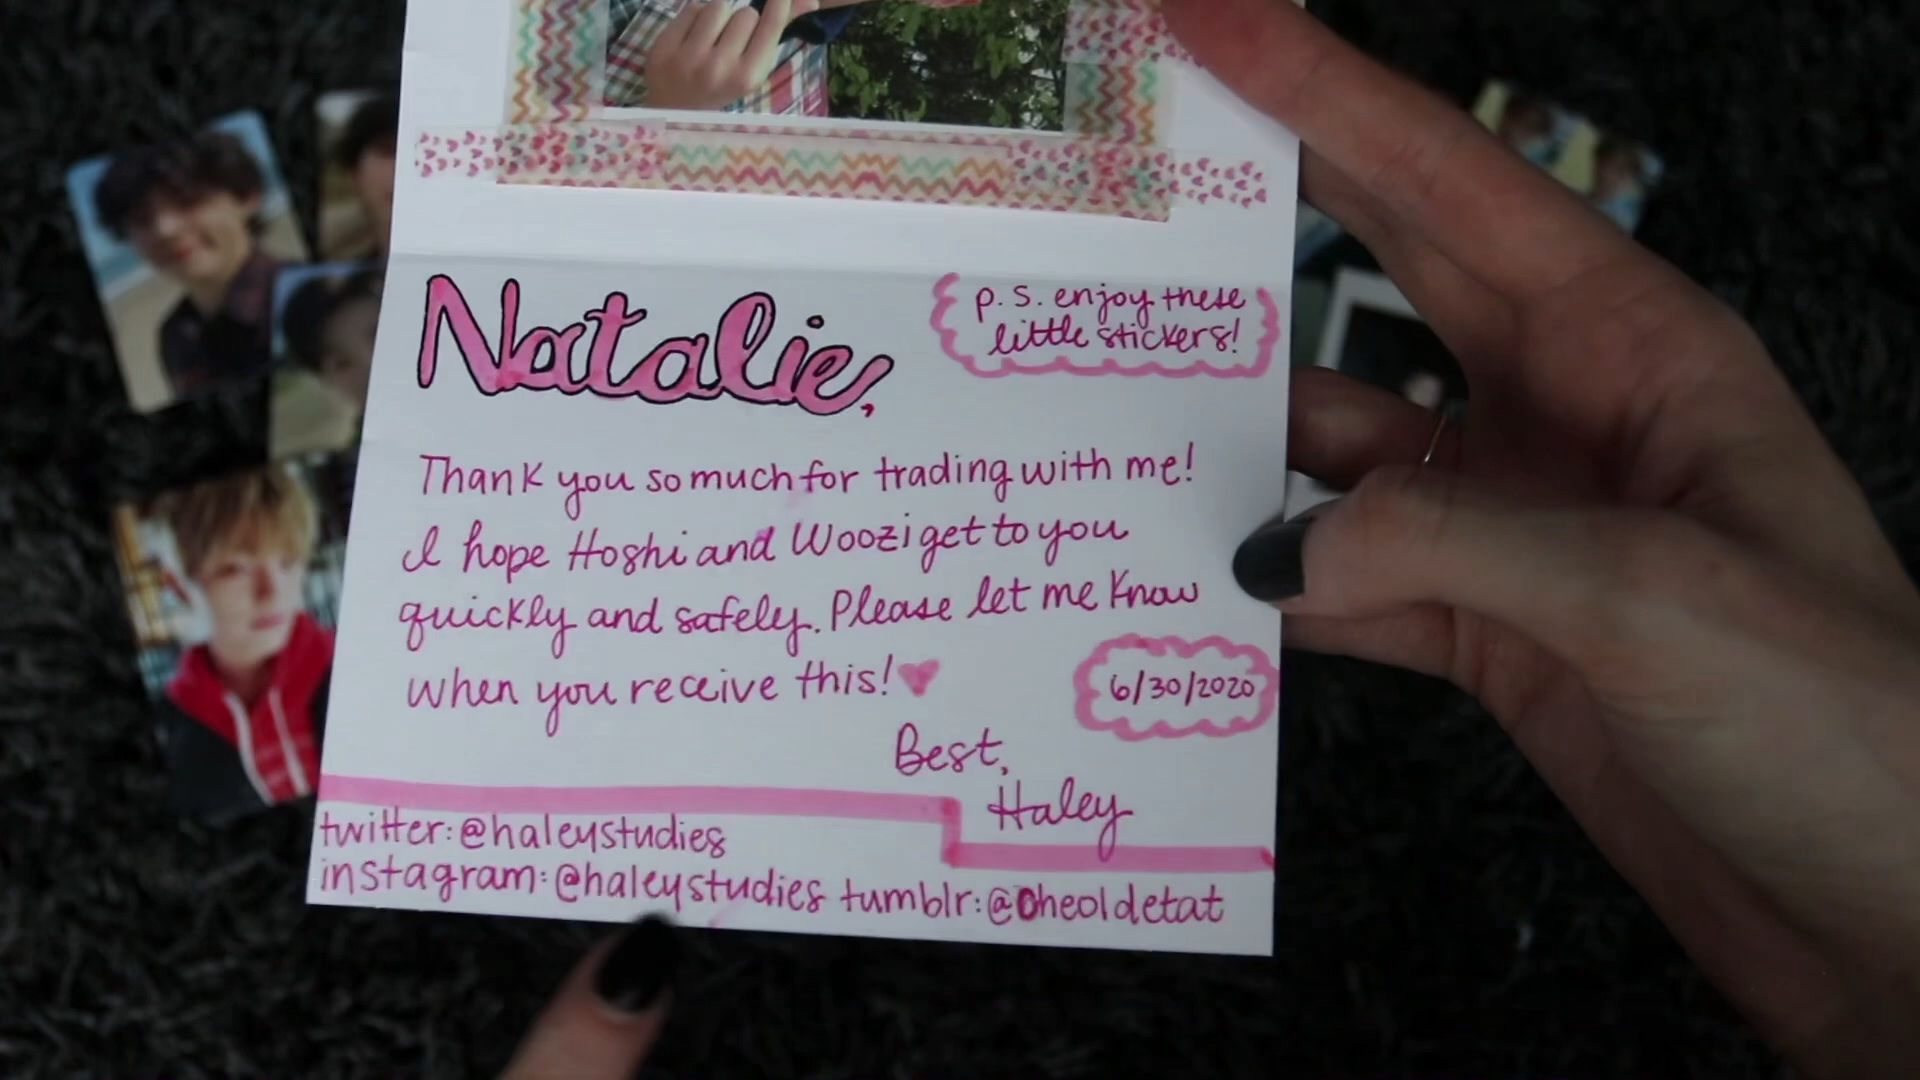 Natalie,
p.s. enjoy these
little stickers!
Thank you so much for trading with me!
I hope Hoshi and Woozi get to you
quickly and safely. Please let me know
when you receive this!
6/30/2020
Best,
Haley
twitter: @haleystudies
instagram: @haleystudies tumblr: @cheoldetat